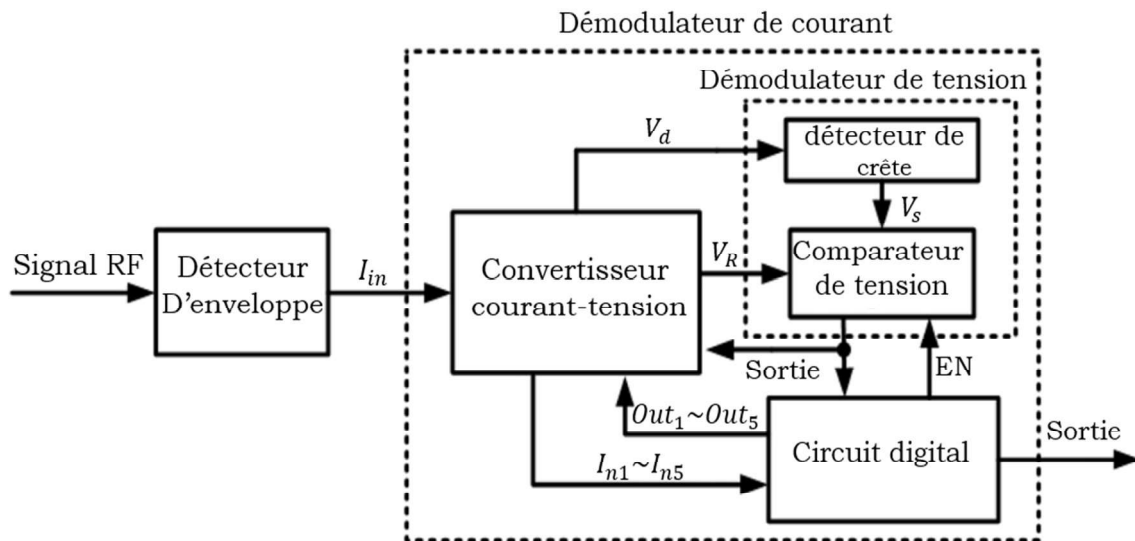 Démodulateur de courant
Démodulateur de tension
V_d
détecteur de
crête
V_s
Signal RF
Détecteur
D'enveloppe
I_in
Convertisseur
courant-tension
V_R
Comparateur
de tension
Sortie
EN
Out_1~Out_5
I_n1~I_n5
Circuit digital
Sortie